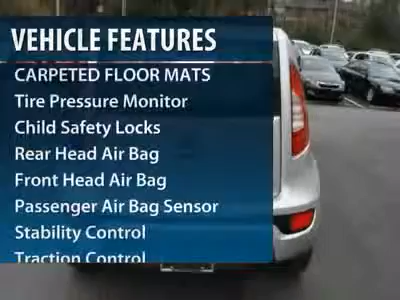 VEHICLE FEATURES
CARPETED FLOOR MATS
Tire Pressure Monitor
Child Safety Locks
Rear Head Air Bag
Front Head Air Bag
Passenger Air Bag Sensor
Stability Control
Traction Control